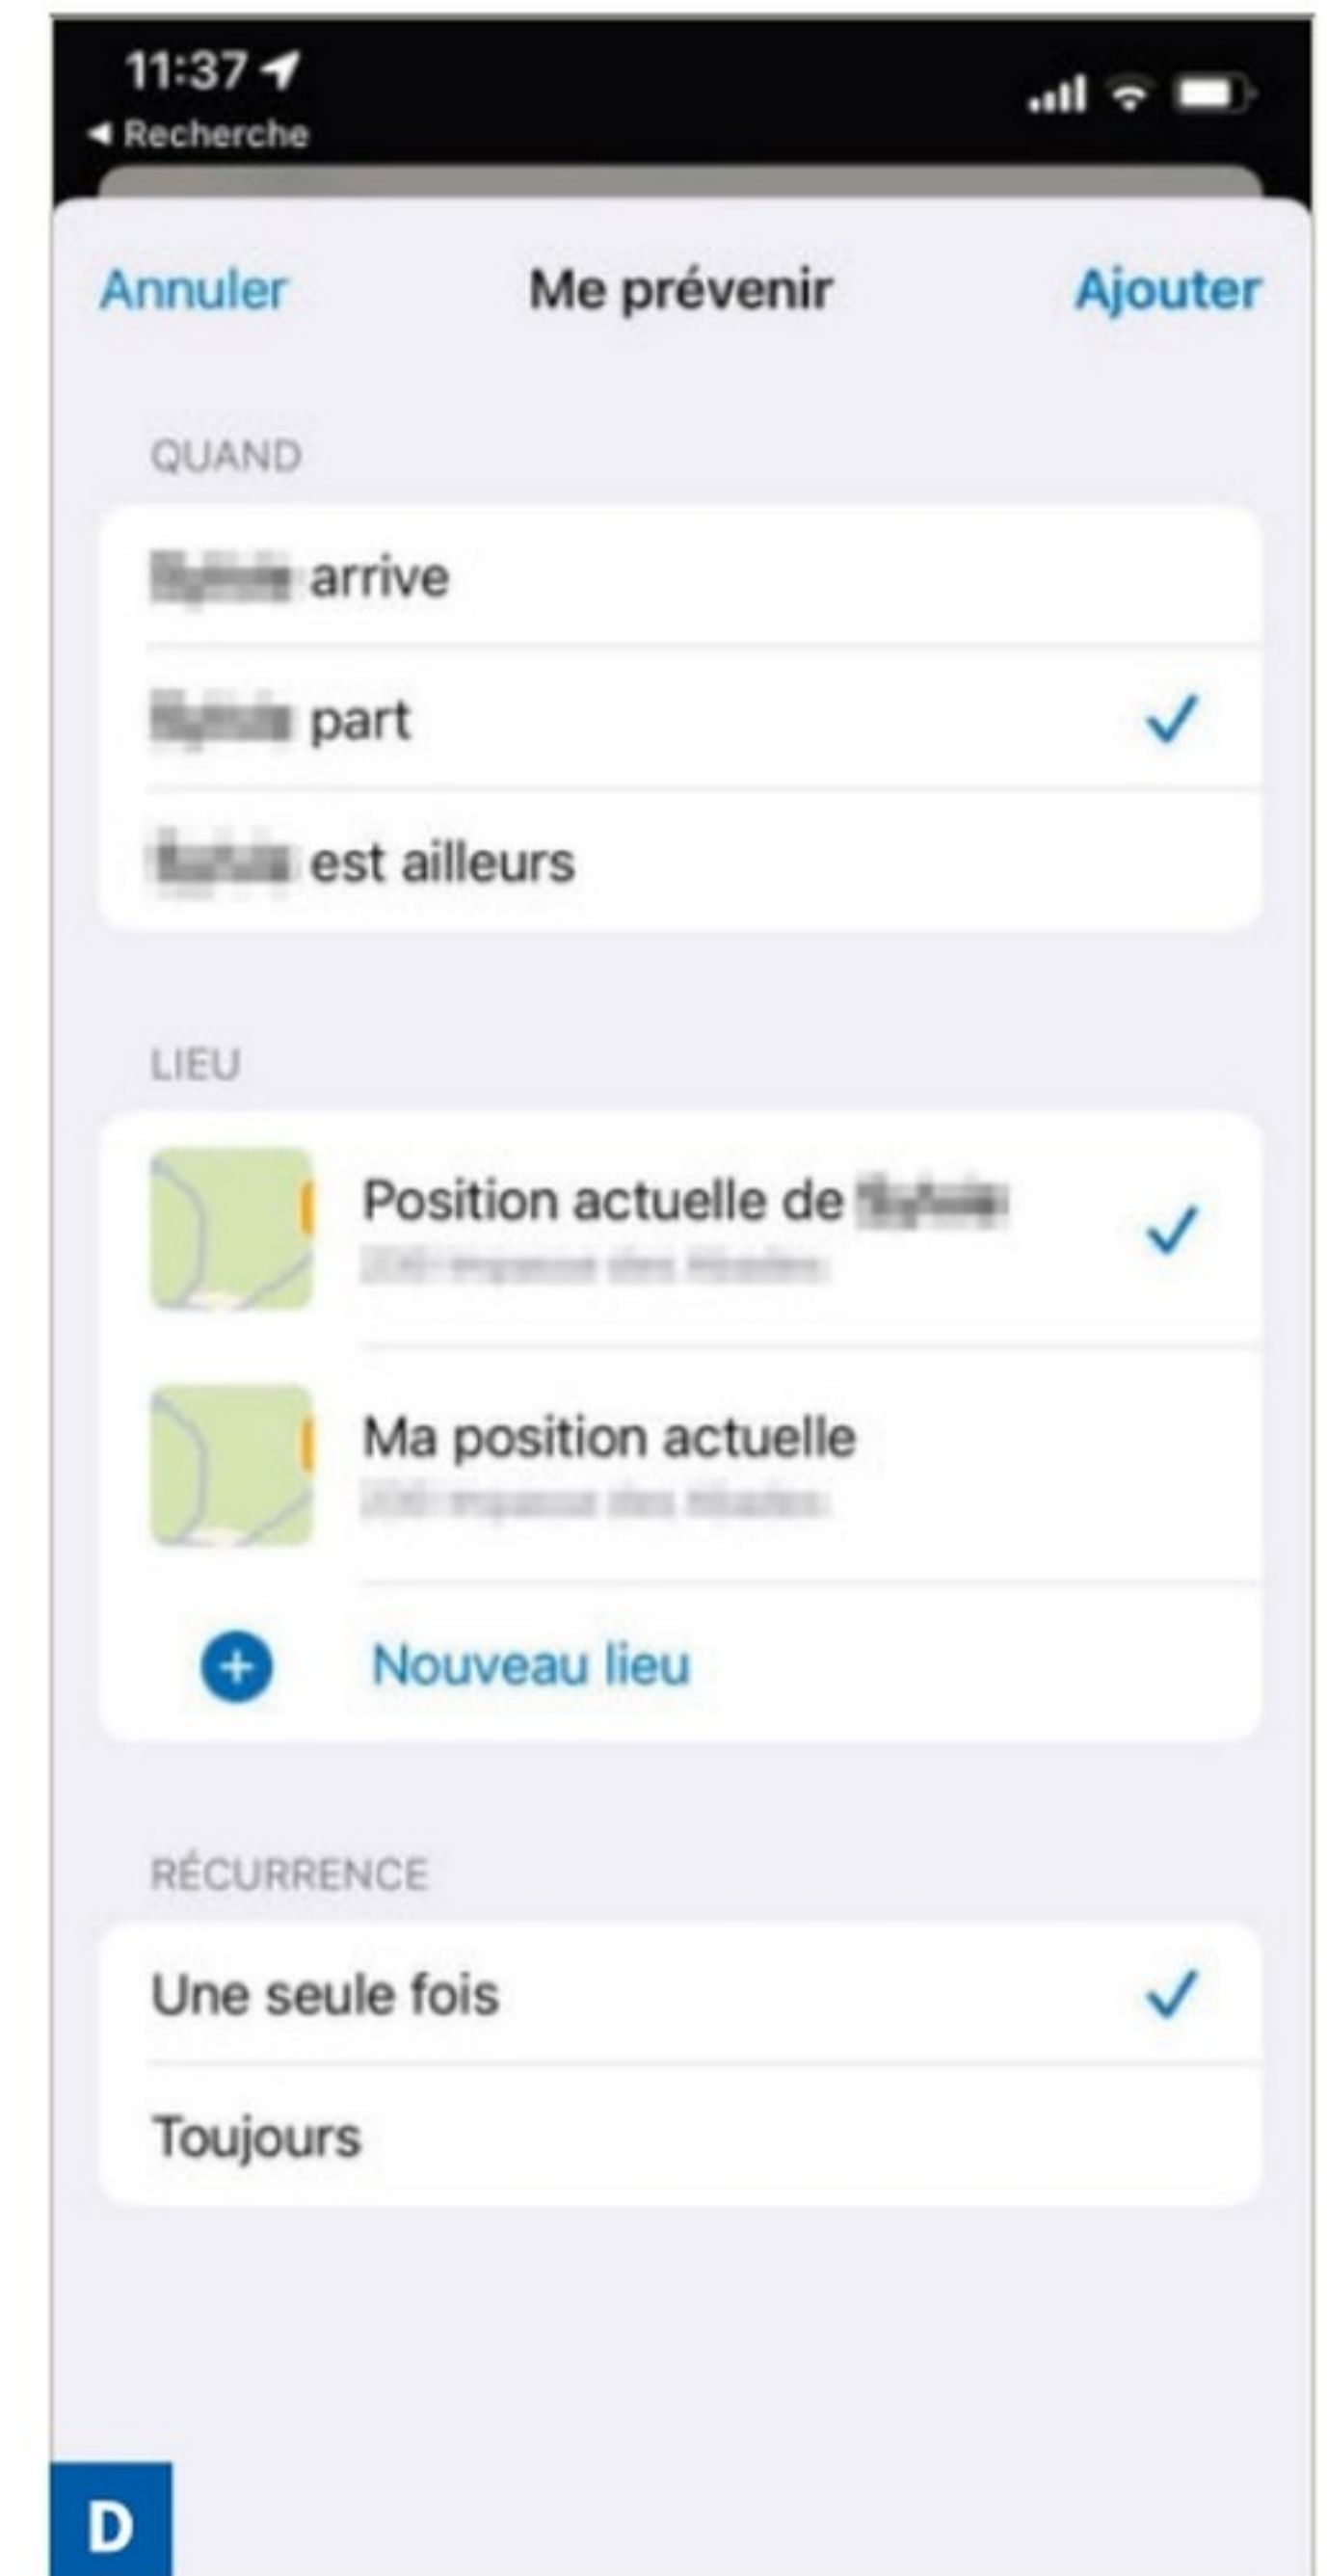 11:37
Recherche
Annuler
Me prévenir
Ajouter
QUAND
arrive
part
est ailleurs
LIEU
Position actuelle de
Ma position actuelle
Nouveau lieu
RÉCURRENCE
Une seule fois
Toujours
D